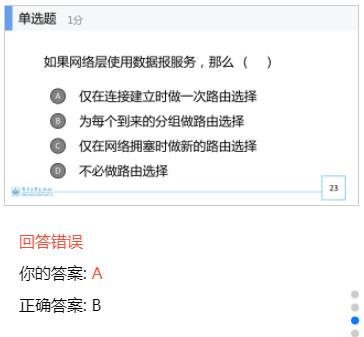 单选题 1分
如果网络层使用数据报服务，那么（ ）
A 仅在连接建立时做一次路由选择
B 为每个到来的分组做路由选择
C 仅在网络拥塞时做新的路由选择
D 不必做路由选择
23
回答错误
你的答案: A
正确答案: B